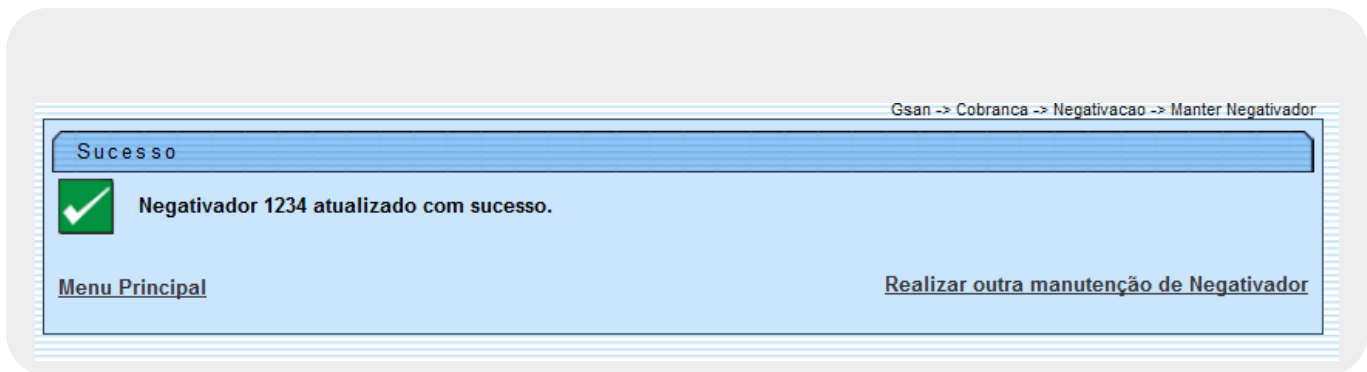 Gsan -> Cobranca -> Negativacao -> Manter Negativador
Sucesso
Negativador 1234 atualizado com sucesso.
Menu Principal
Realizar outra manutenção de Negativador